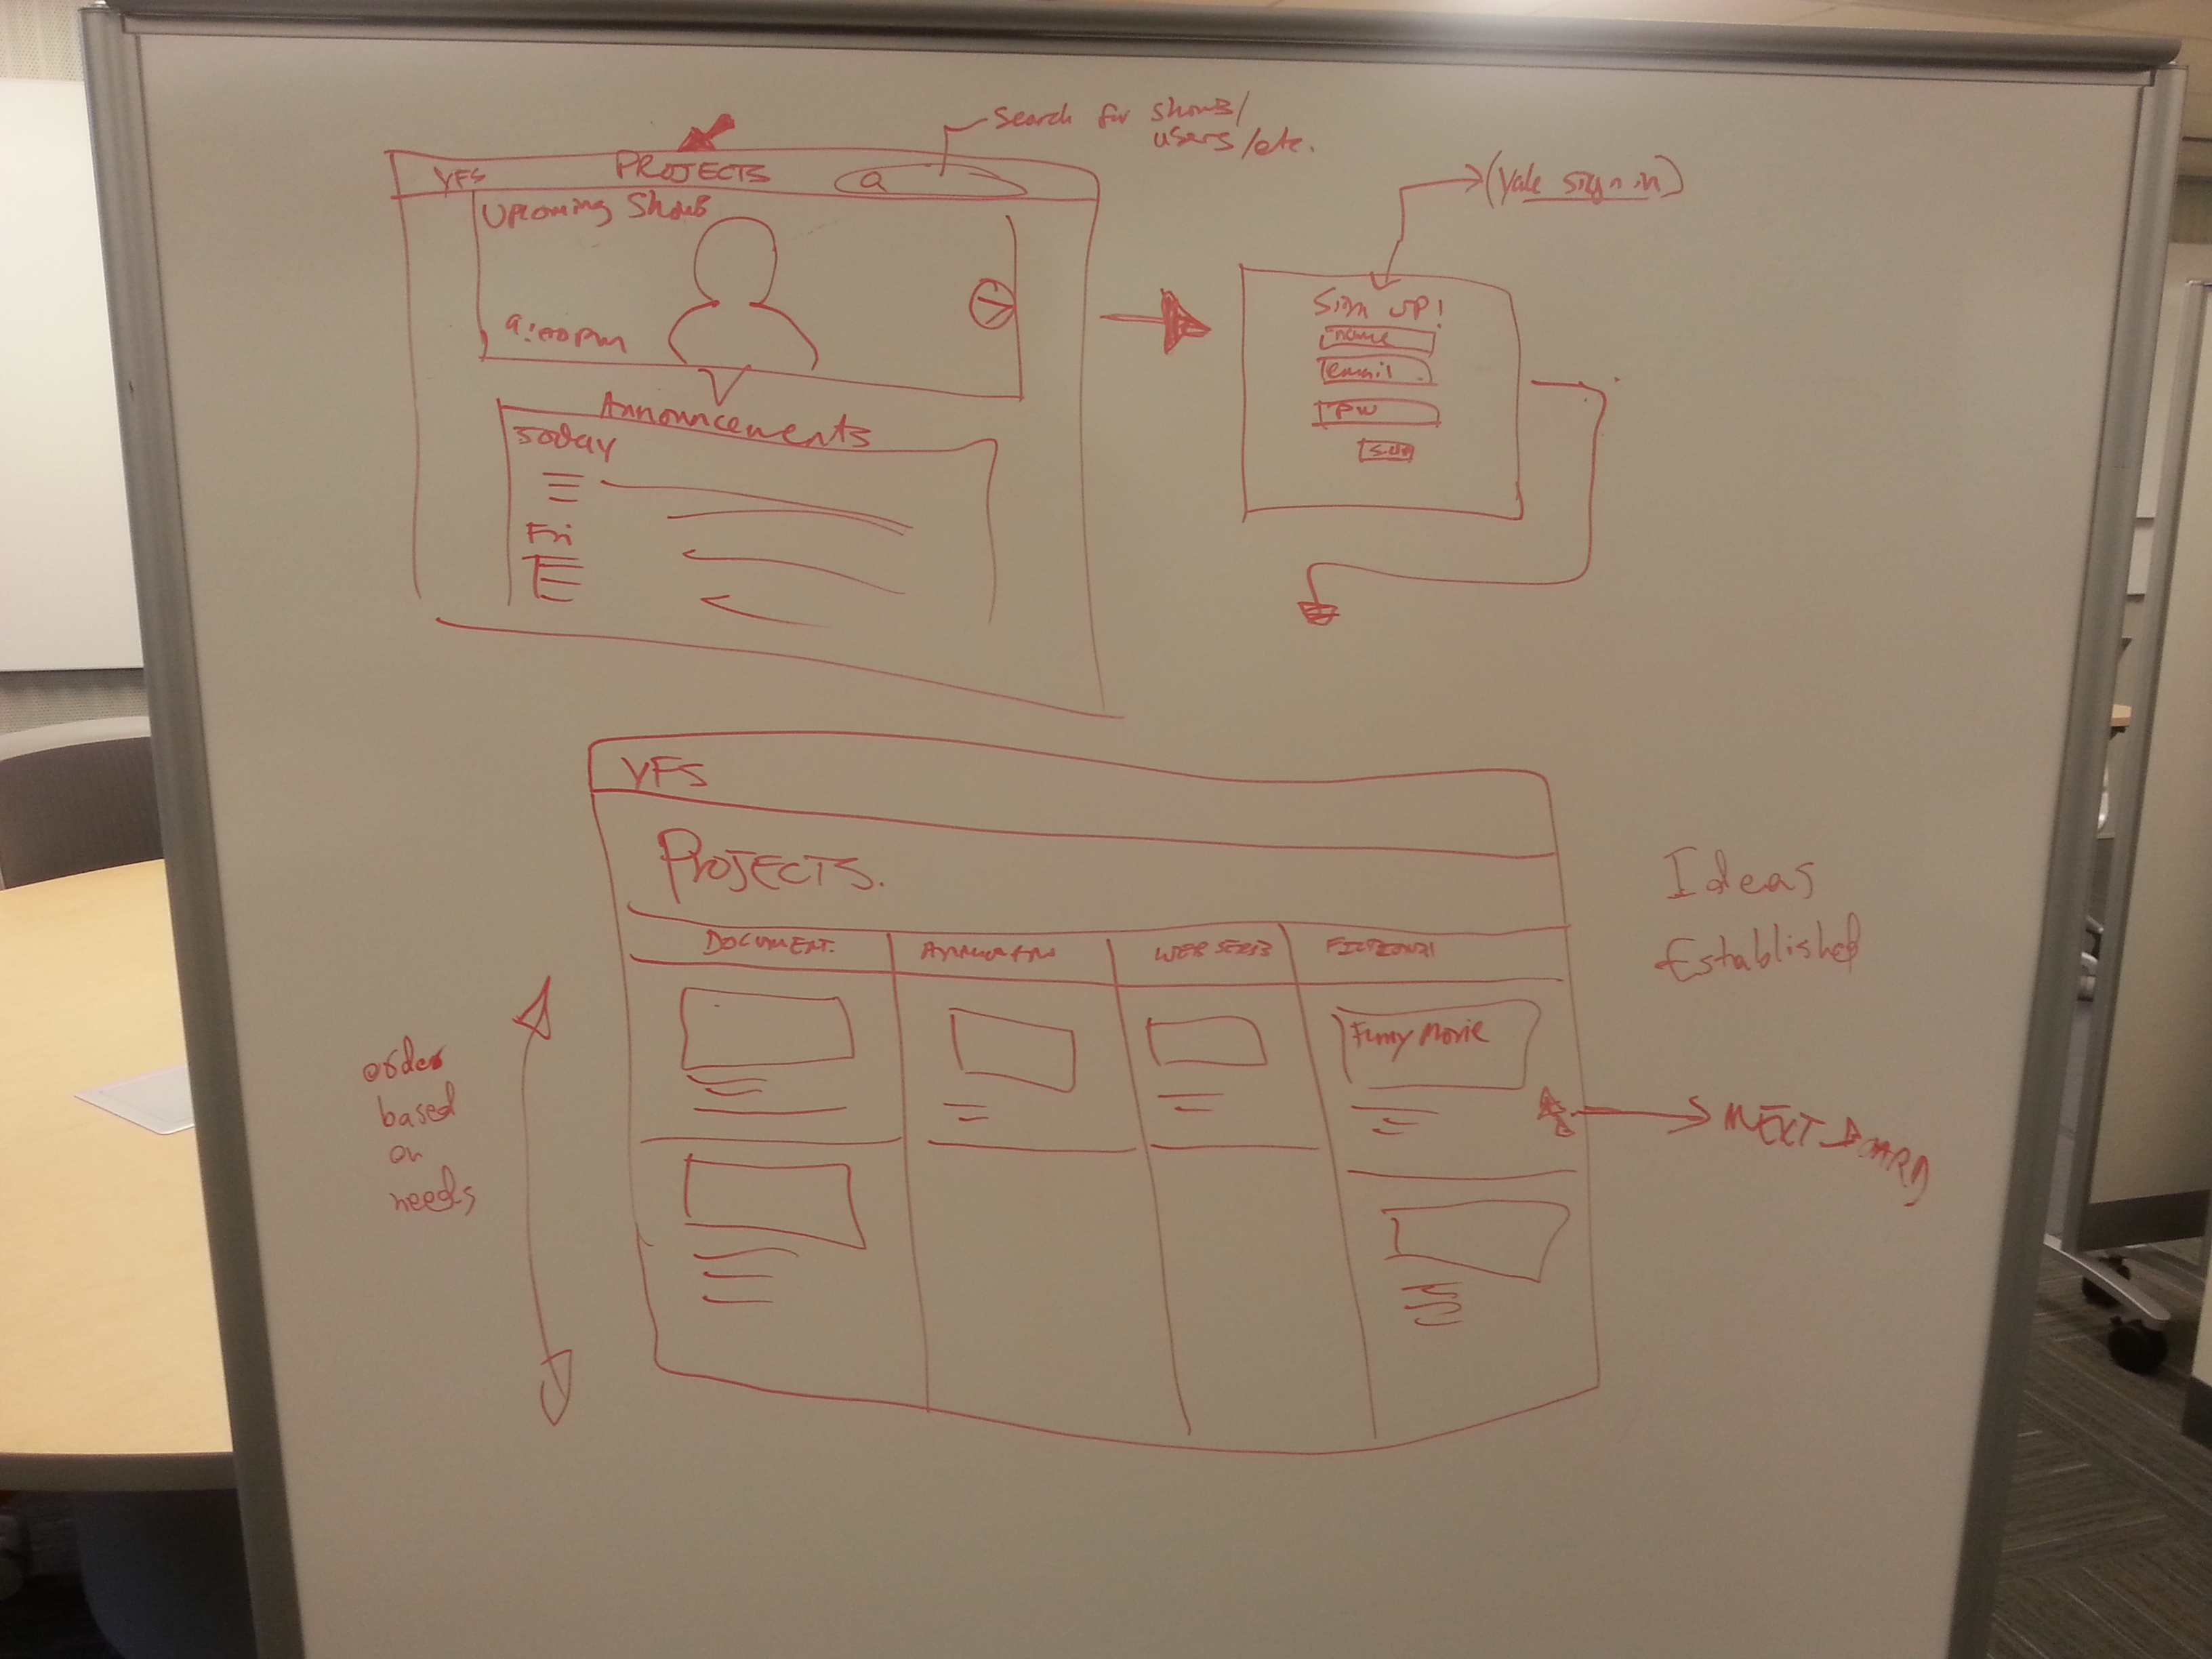 Search for shows/
users/etc.
YFS PROJECTS
(Yale sign in)
Upcoming Shows
9:00pm
Sign UP!
name
email
PW
Announcements
Today
Fri
YFS
PROJECTS.
Ideas
Established
DOCUMENT. WEB SERIES FICTIONAL
Funny Movie
order
based
on
needs
NEXT BOARD